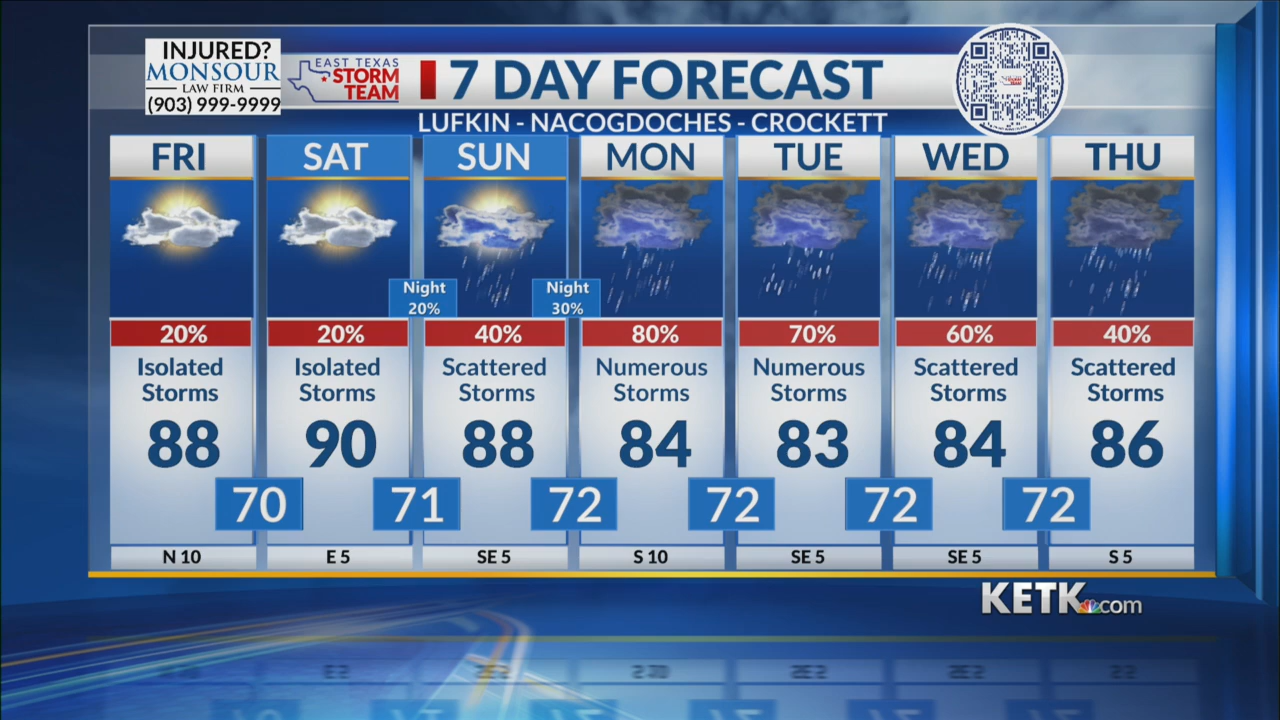 INJURED?
MONSOUR
LAW FIRM
(903) 999-9999
EAST TEXAS
STORM
TEAM
7 DAY FORECAST
LUFKIN - NACOGDOCHES - CROCKETT
FRI SAT SUN MON TUE WED THU
Night Night
20% 30%
20% 20% 40% 80% 70% 60% 40%
Isolated Isolated Scattered Numerous Numerous Scattered Scattered
Storms Storms Storms Storms Storms Storms Storms
88 90 88 84 83 84 86
70 71 72 72 72 72
N 10 E 5 SE 5 S 10 SE 5 SE 5 S 5
KETK.com